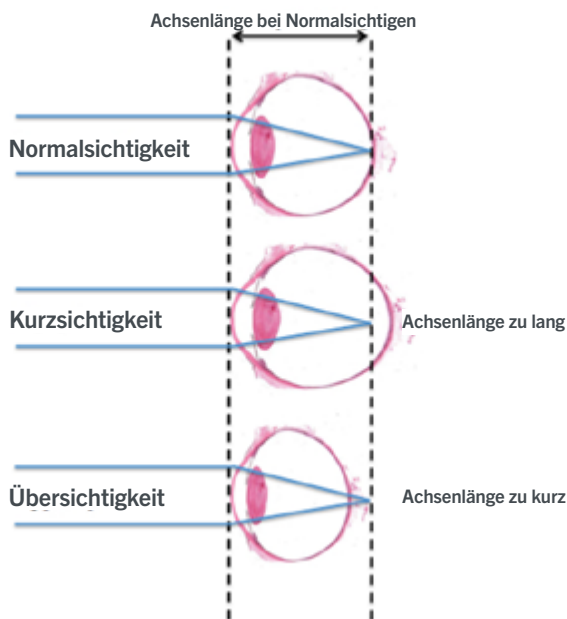 Achsenlänge bei Normalsichtigen
Normalsichtigkeit
Kurzsichtigkeit
Achsenlänge zu lang
Übersichtigkeit
Achsenlänge zu kurz